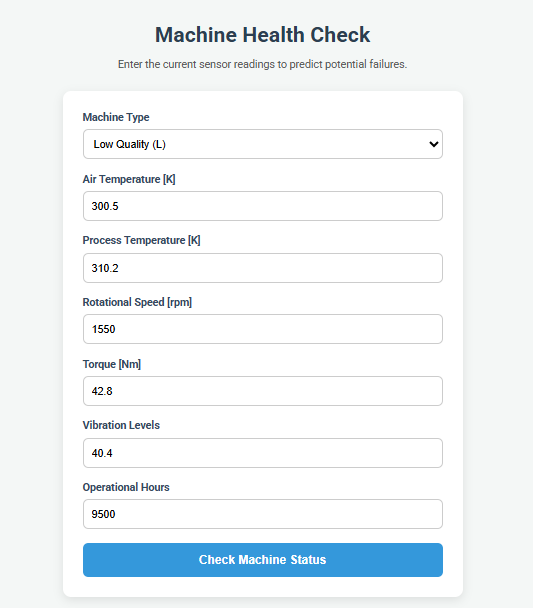 Machine Health Check
Enter the current sensor readings to predict potential failures.
Machine Type
Low Quality (L)
Air Temperature [K]
300.5
Process Temperature [K]
310.2
Rotational Speed [rpm]
1550
Torque [Nm]
42.8
Vibration Levels
40.4
Operational Hours
9500
Check Machine Status